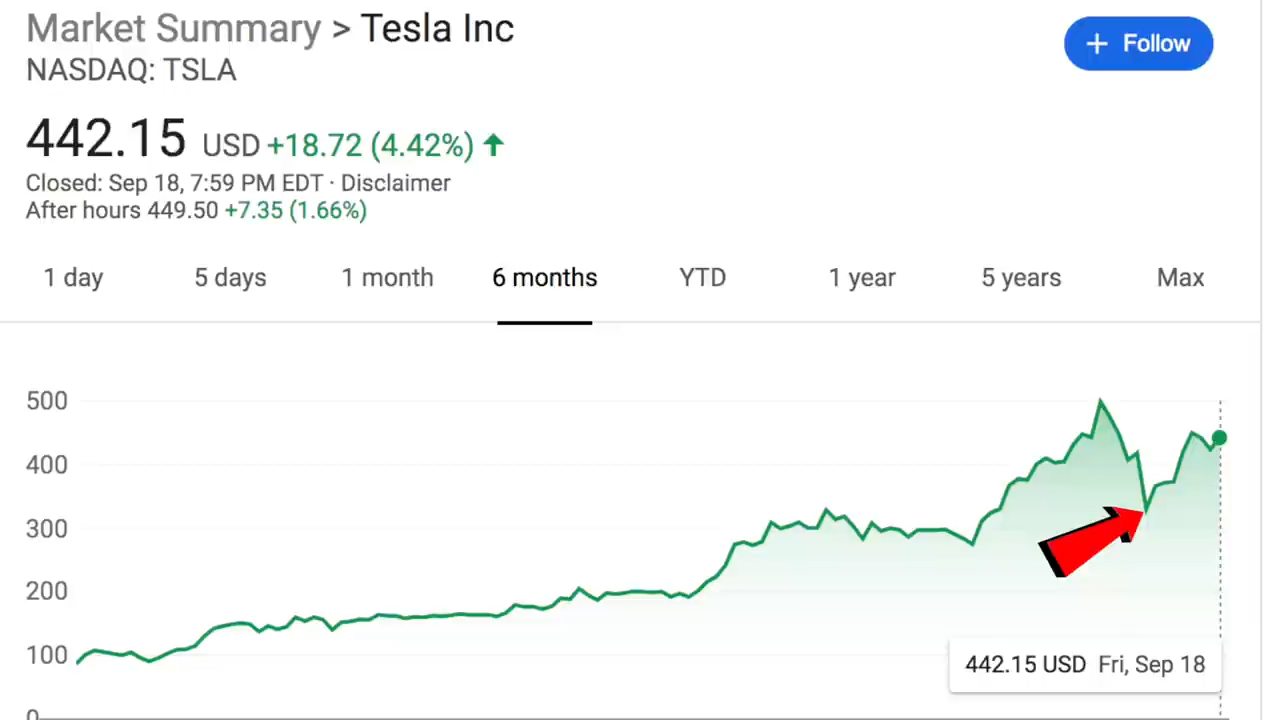 Market Summary > Tesla Inc
NASDAQ: TSLA
+ Follow
442.15 USD +18.72 (4.42%) ↑
Closed: Sep 18, 7:59 PM EDT · Disclaimer
After hours 449.50 +7.35 (1.66%)
1 day 5 days 1 month 6 months YTD 1 year 5 years Max
500
400
300
200
100
0
442.15 USD Fri, Sep 18